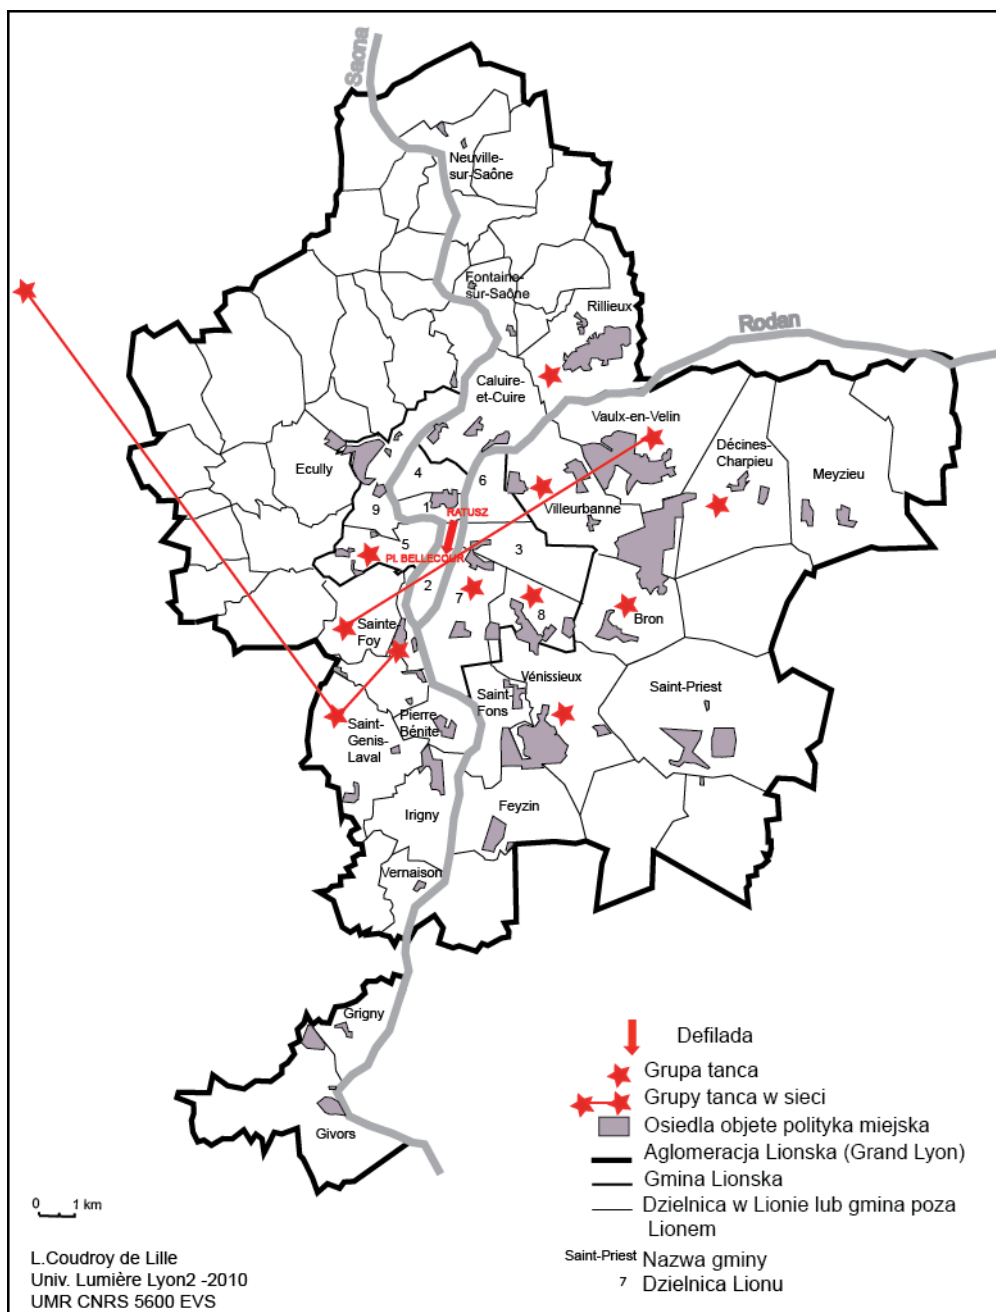 Saona
Neuville-
sur-Saône
Fontaine-
sur-Saône
Rillieux
Rodan
Caluire-
et-Cuire
Vaulx-en-Velin
Décines-
Charpieu
Meyzieu
Ecully
4
6
9
1
RATUSZ
Villeurbanne
5
3
PI. BELLECOUR
2
7
8
Bron
Sainte-
Foy
Vénissieux
Saint-Priest
Saint-
Fons
Pierre-
Bénite
Saint-
Genis-
Laval
Irigny
Feyzin
Vernaison
Grigny
Givors
Defilada
Grupa tanca
Grupy tanca w sieci
Osiedla objete polityka miejska
Aglomeracja Lionska (Grand Lyon)
Gmina Lionska
Dzielnica w Lionie lub gmina poza
Lionem
Saint-Priest Nazwa gminy
7 Dzielnica Lionu
0 1 km
L.Coudroy de Lille
Univ. Lumière Lyon2 -2010
UMR CNRS 5600 EVS